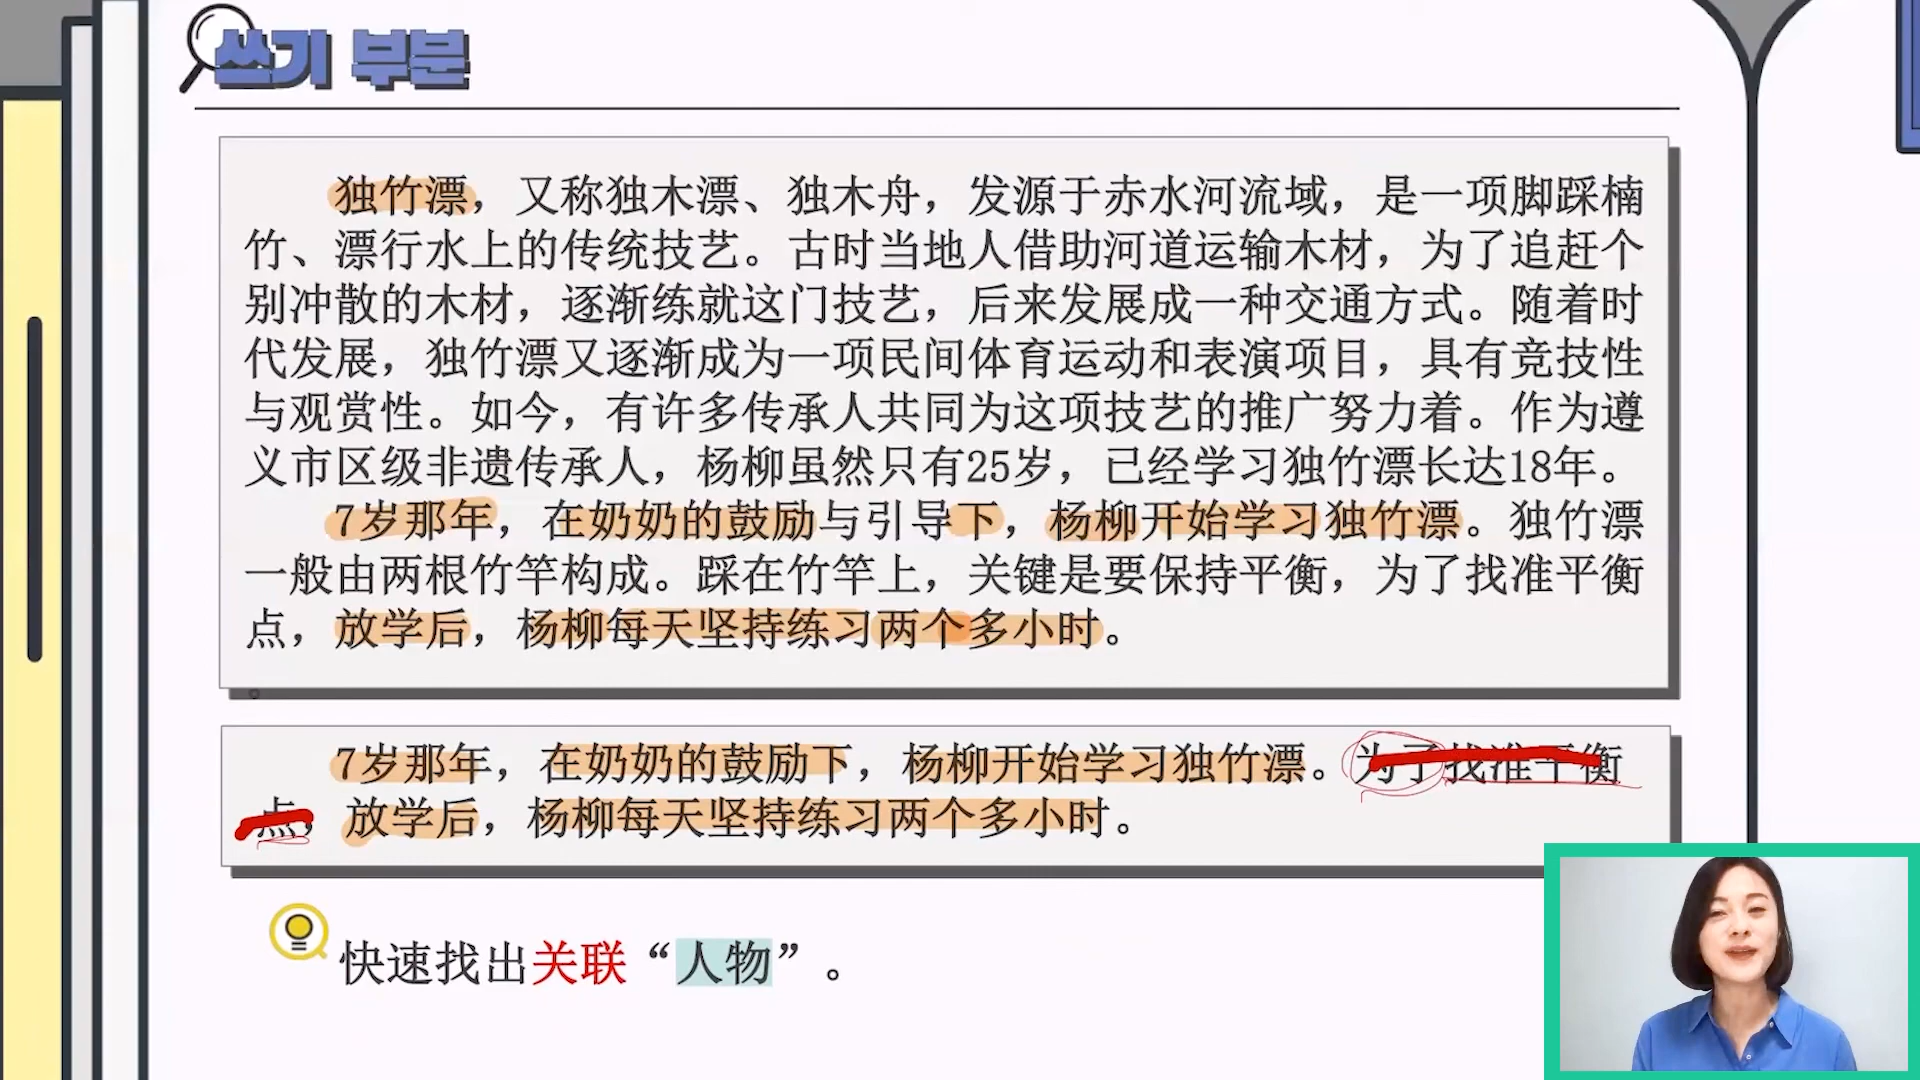 쓰기 부분
独竹漂，又称独木漂、独木舟，发源于赤水河流域，是一项脚踩楠
竹、漂行水上的传统技艺。古时当地人借助河道运输木材，为了追赶个
别冲散的木材，逐渐练就这门技艺，后来发展成一种交通方式。随着时
代发展，独竹漂又逐渐成为一项民间体育运动和表演项目，具有竞技性
与观赏性。如今，有许多传承人共同为这项技艺的推广努力着。作为遵
义市区级非遗传承人，杨柳虽然只有25岁，已经学习独竹漂长达18年。
7岁那年，在奶奶的鼓励与引导下，杨柳开始学习独竹漂。独竹漂
一般由两根竹竿构成。踩在竹竿上，关键是要保持平衡，为了找准平衡
点，放学后，杨柳每天坚持练习两个多小时。
7岁那年，在奶奶的鼓励下，杨柳开始学习独竹漂。为了找准平衡
点，放学后，杨柳每天坚持练习两个多小时。
快速找出关联“人物”。